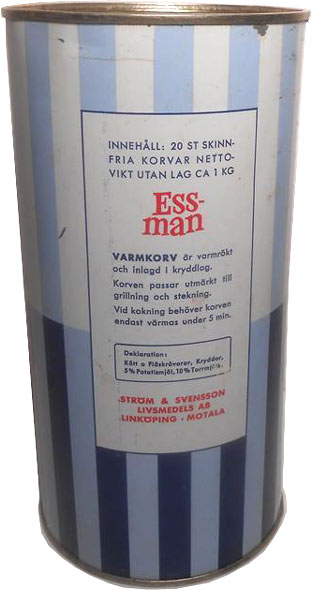 INNEHÅLL: 20 ST SKINN-
FRIA KORVAR NETTO-
VIKT UTAN LAG CA 1 KG
Ess-
man
VARMKORV är varmrökt
och inlagd i kryddlag.
Korven passar utmärkt till
grillning och stekning.
Vid kokning behöver korven
endast värmas under 5 min.
Deklaration:
Kött o Fläskråvaror, Kryddor,
5% Potatismjöl, 10% Torrmjölk.
STRÖM & SVENSSON
LIVSMEDELS AB
LINKÖPING - MOTALA